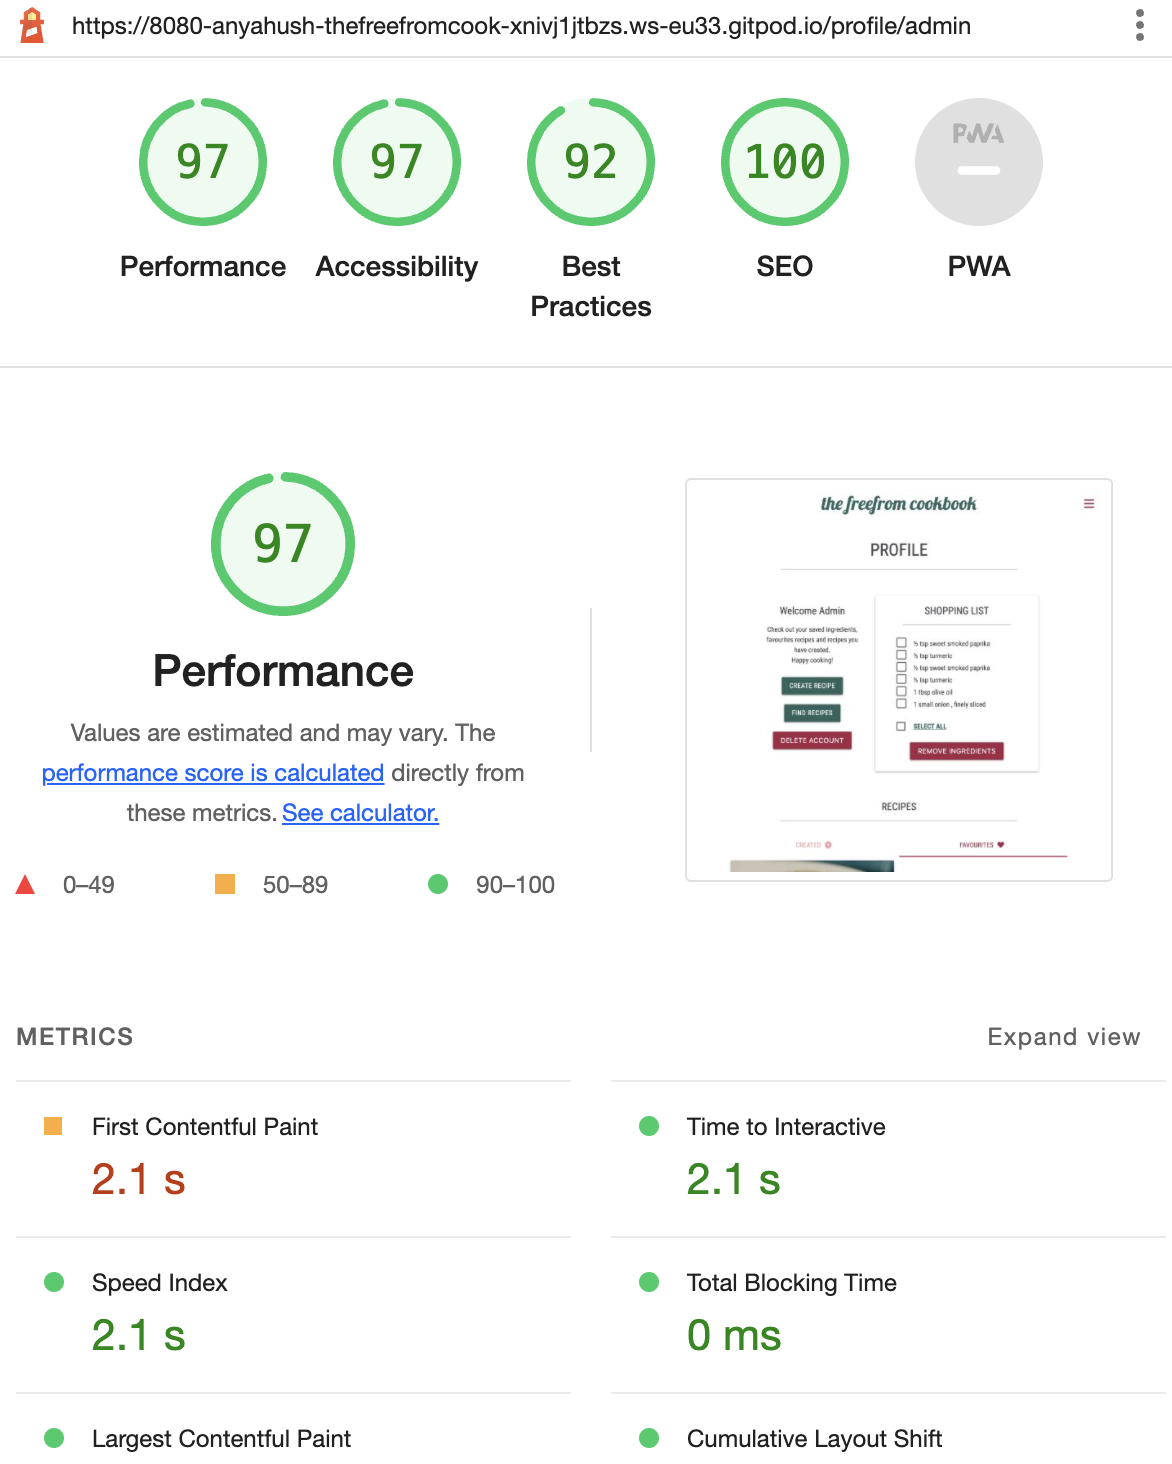 https://8080-anyahush-thefreefromcook-xnivj1jtbzs.ws-eu33.gitpod.io/profile/admin
97 97 92 100 PWA
Performance Accessibility Best Practices SEO PWA
97
Performance
Values are estimated and may vary. The
performance score is calculated directly from
these metrics. See calculator.
0–49 50–89 90–100
the freefrom cookbook
PROFILE
Welcome Admin
Check out your saved ingredients,
favourites recipes and recipes you
have created.
Happy cooking!
CREATE RECIPE
FIND RECIPES
DELETE ACCOUNT
SHOPPING LIST
½ tsp sweet smoked paprika
½ tsp turmeric
½ tsp sweet smoked paprika
½ tsp turmeric
1 tbsp olive oil
1 small onion , finely sliced
SELECT ALL
REMOVE INGREDIENTS
RECIPES
CREATED FAVOURITES
METRICS Expand view
First Contentful Paint
2.1 s
Time to Interactive
2.1 s
Speed Index
2.1 s
Total Blocking Time
0 ms
Largest Contentful Paint
Cumulative Layout Shift